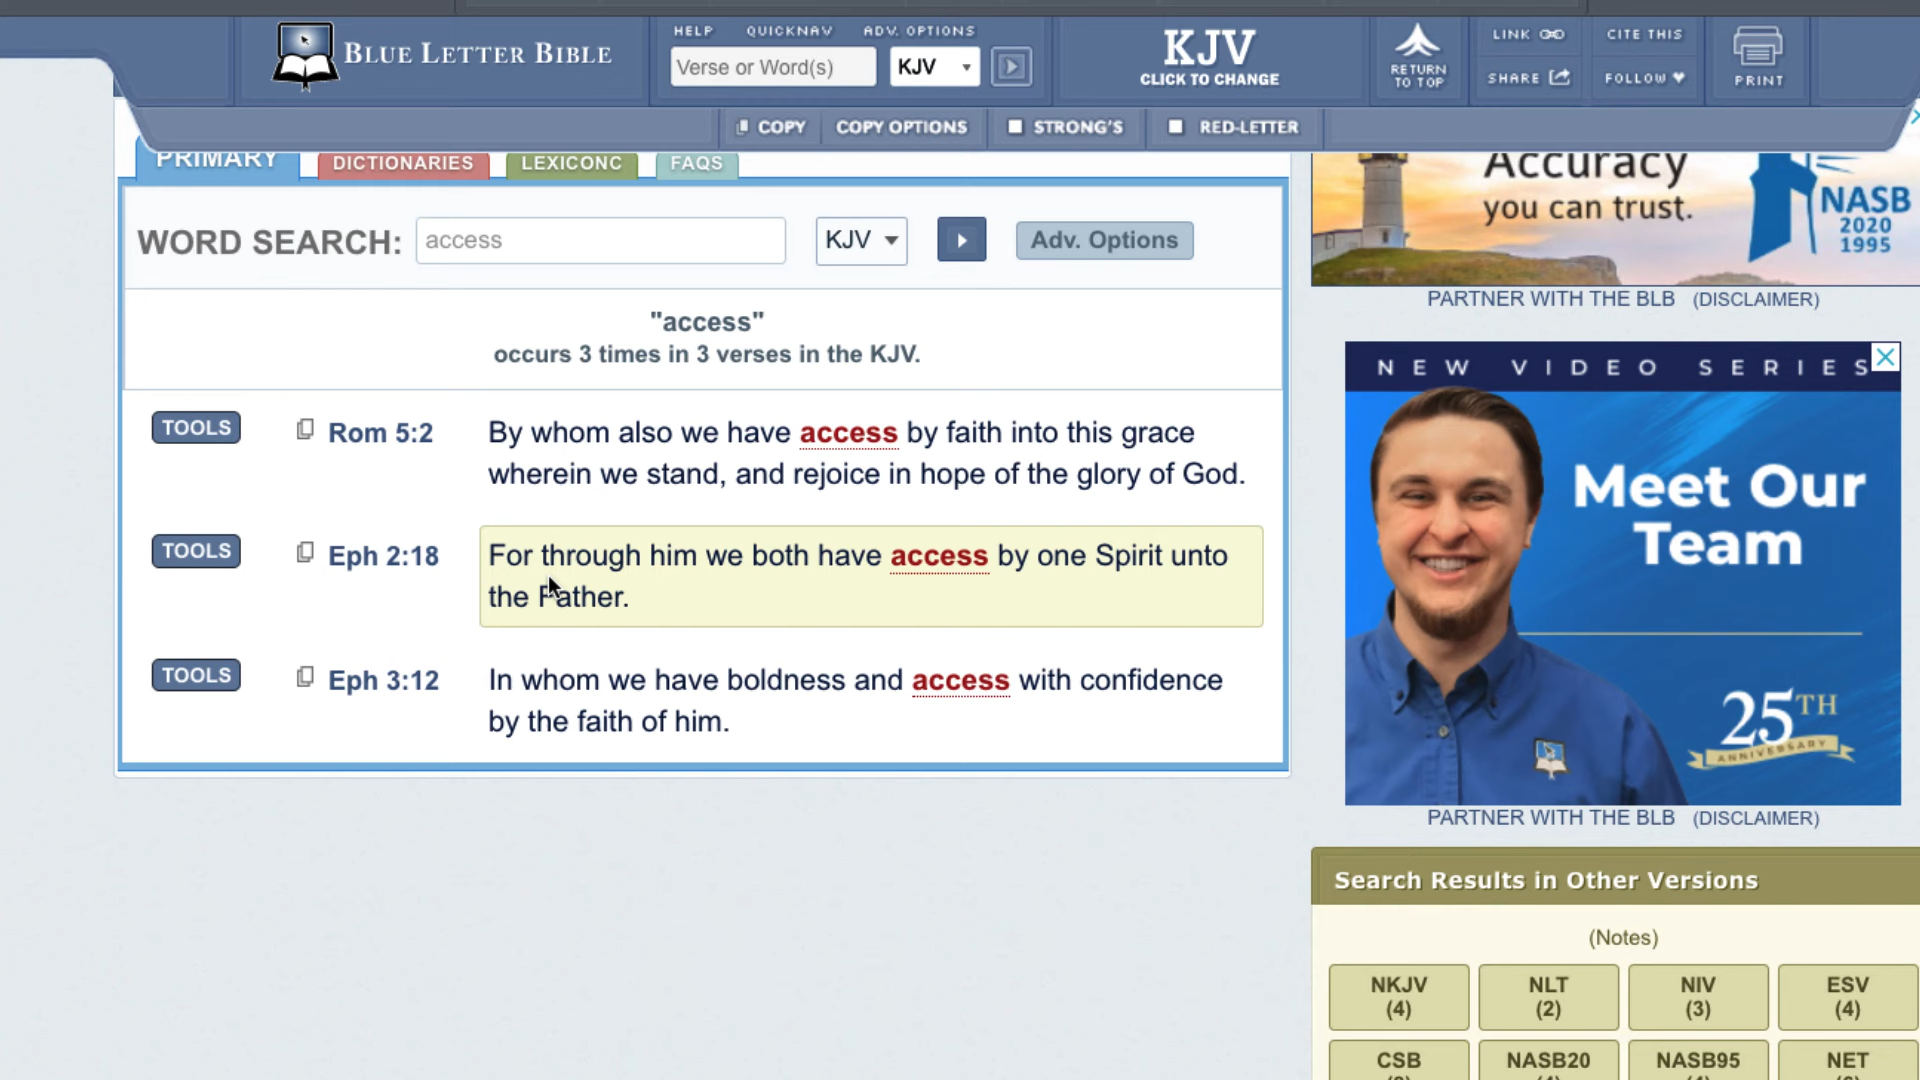 HELP QUICKNAV ADV. OPTIONS
BLUE LETTER BIBLE
Verse or Word(s) KJV
KJV
CLICK TO CHANGE
RETURN
TO TOP
LINK
CITE THIS
SHARE
FOLLOW
PRINT
COPY COPY OPTIONS STRONG'S RED-LETTER
PRIMARY DICTIONARIES LEXICONC FAQS
WORD SEARCH: access KJV Adv. Options
"access"
occurs 3 times in 3 verses in the KJV.
TOOLS Rom 5:2 By whom also we have access by faith into this grace
wherein we stand, and rejoice in hope of the glory of God.
TOOLS Eph 2:18 For through him we both have access by one Spirit unto
the Father.
TOOLS Eph 3:12 In whom we have boldness and access with confidence
by the faith of him.
Accuracy
you can trust.
NASB
2020
1995
PARTNER WITH THE BLB (DISCLAIMER)
NEW VIDEO SERIES
Meet Our
Team
25TH
ANNIVERSARY
PARTNER WITH THE BLB (DISCLAIMER)
Search Results in Other Versions
(Notes)
NKJV NLT NIV ESV
(4) (2) (3) (4)
CSB NASB20 NASB95 NET